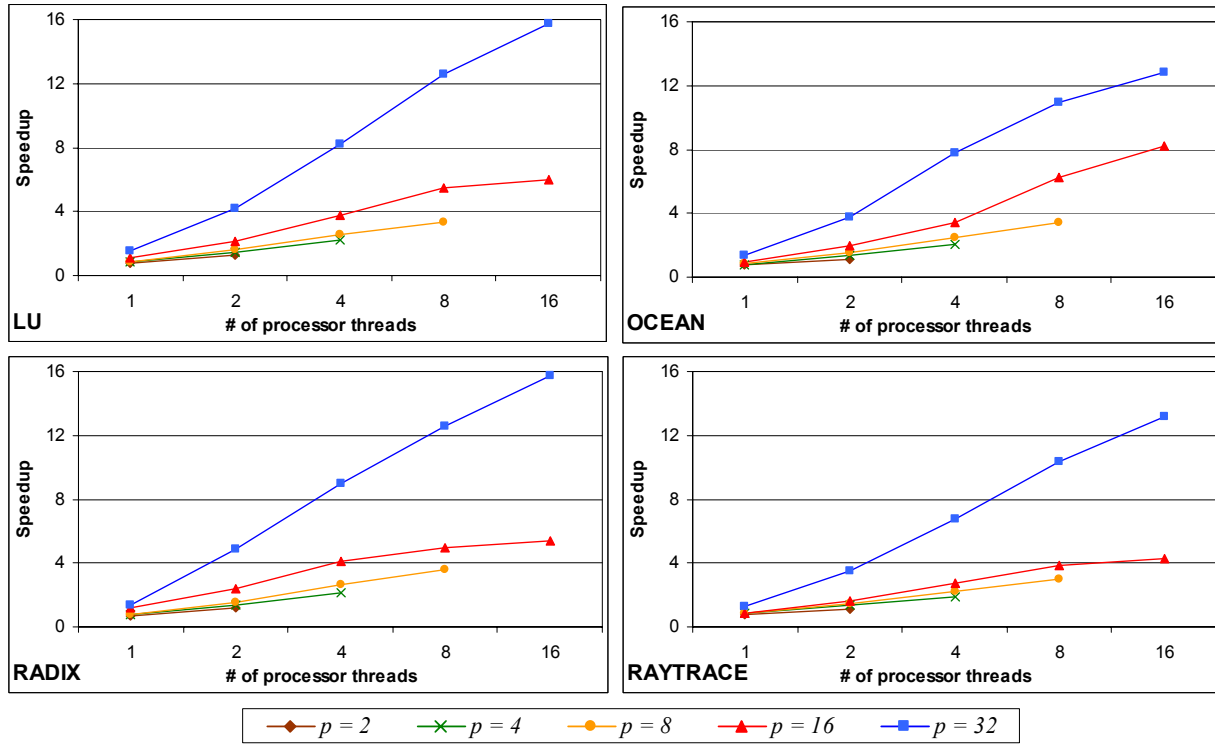 16
12
8
4
0
Speedup
1 2 4 8 16
# of processor threads
LU
16
12
8
4
0
Speedup
1 2 4 8 16
# of processor threads
OCEAN
16
12
8
4
0
Speedup
1 2 4 8 16
# of processor threads
RADIX
16
12
8
4
0
Speedup
1 2 4 8 16
# of processor threads
RAYTRACE
p = 2 p = 4 p = 8 p = 16 p = 32